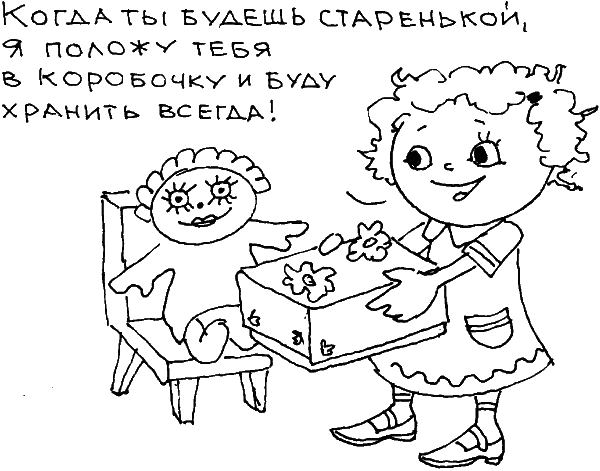 КОГДА ТЫ БУДЕШЬ СТАРЕНЬКОЙ,
Я ПОЛОЖУ ТЕБЯ
В КОРОБОЧКУ И БУДУ
ХРАНИТЬ ВСЕГДА!